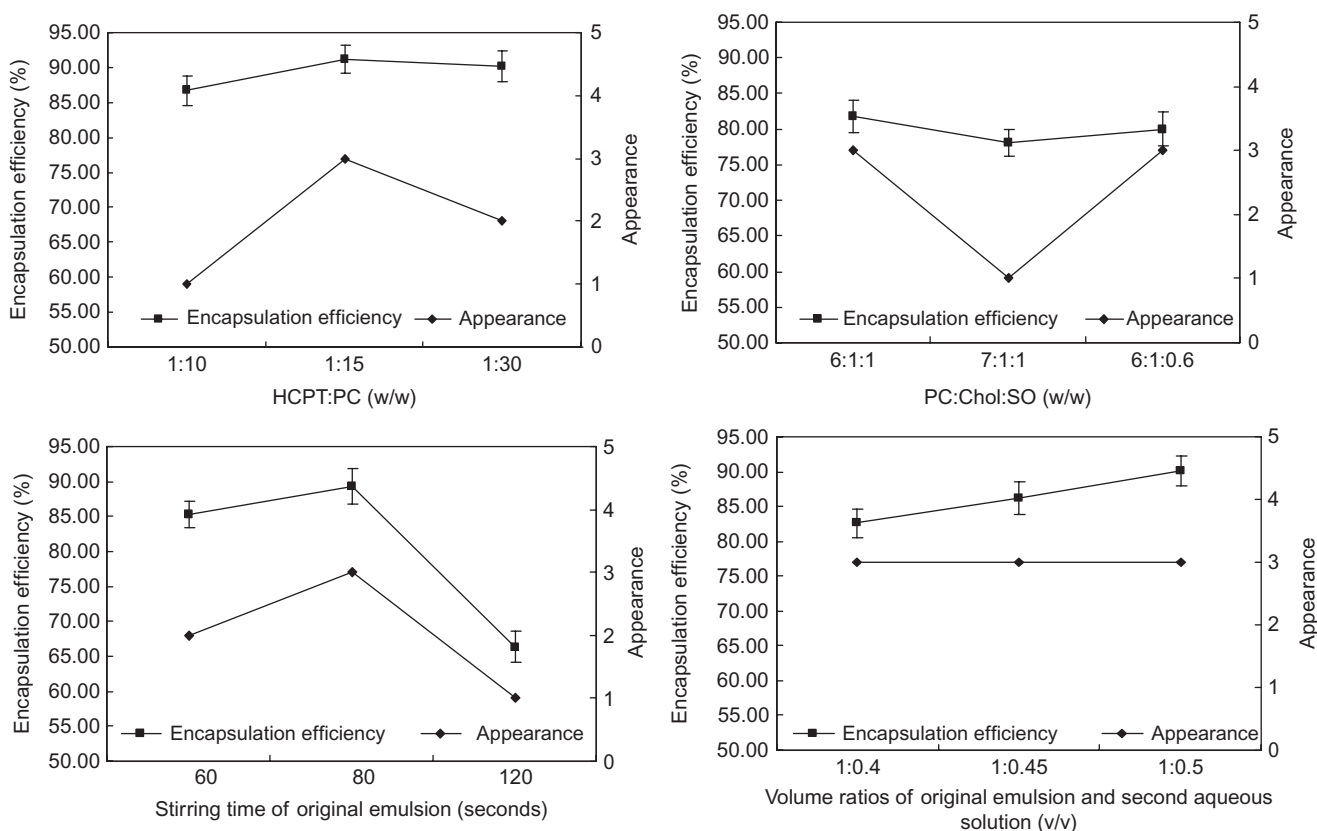 95.00
90.00
85.00
80.00
75.00
70.00
65.00
60.00
55.00
50.00
Encapsulation efficiency (%)
5
4
3
2
1
0
Appearance
Encapsulation efficiency
Appearance
1:10 1:15 1:30
HCPT:PC (w/w)
95.00
90.00
85.00
80.00
75.00
70.00
65.00
60.00
55.00
50.00
Encapsulation efficiency (%)
5
4
3
2
1
0
Appearance
Encapsulation efficiency
Appearance
6:1:1 7:1:1 6:1:0.6
PC:Chol:SO (w/w)
95.00
90.00
85.00
80.00
75.00
70.00
65.00
60.00
55.00
50.00
Encapsulation efficiency (%)
5
4
3
2
1
0
Appearance
Encapsulation efficiency
Appearance
60 80 120
Stirring time of original emulsion (seconds)
95.00
90.00
85.00
80.00
75.00
70.00
65.00
60.00
55.00
50.00
Encapsulation efficiency (%)
5
4
3
2
1
0
Appearance
Encapsulation efficiency
Appearance
1:0.4 1:0.45 1:0.5
Volume ratios of original emulsion and second aqueous
solution (v/v)